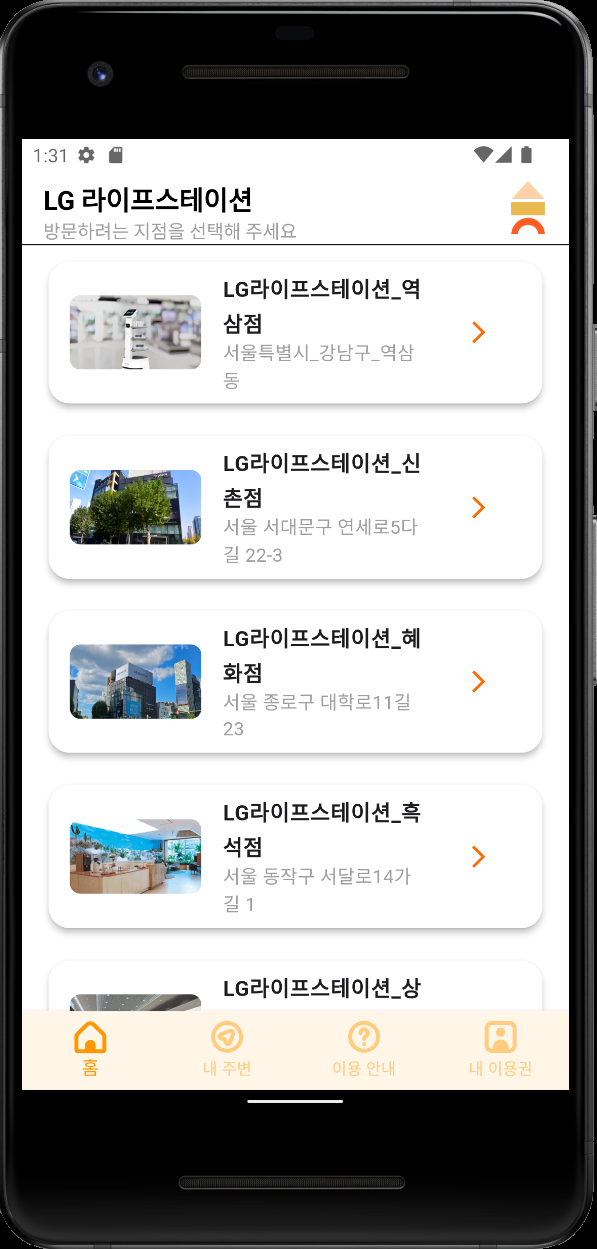 1:31
LG 라이프스테이션
방문하려는 지점을 선택해 주세요
LG라이프스테이션_역
삼점
서울특별시_강남구_역삼
동
LG라이프스테이션_신
촌점
서울 서대문구 연세로5다
길 22-3
LG라이프스테이션_혜
화점
서울 종로구 대학로11길
23
LG라이프스테이션_흑
석점
서울 동작구 서달로14가
길 1
LG라이프스테이션_상
홈
내 주변
이용 안내
내 이용권